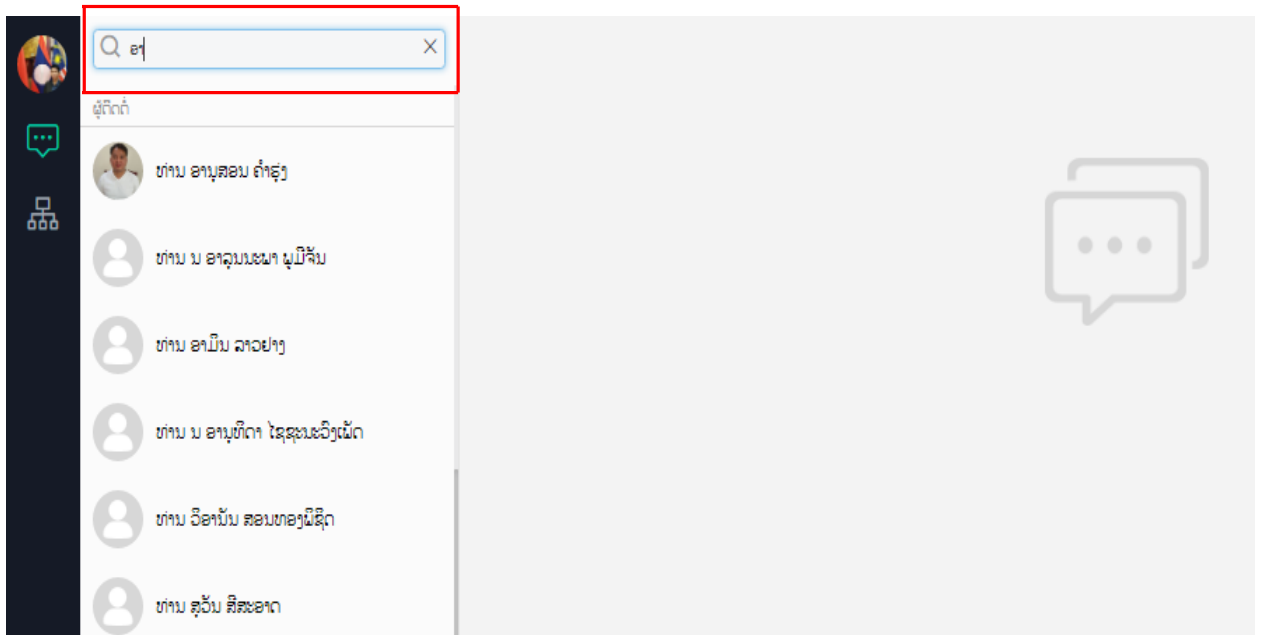 ອາ
ຜູ້ຕິດຕໍ່
ທ່ານ ອານຸສອນ ຄຳຮຸ່ງ
ທ່ານ ນ ອາລຸນນະພາ ພູມີຈັນ
ທ່ານ ອາມິນ ລາວຢາງ
ທ່ານ ນ ອານຸທິດາ ໄຊຊະນະວົງເພັດ
ທ່ານ ວິອານັນ ສອນທອງພິຊິດ
ທ່ານ ສຸວັນ ສີສະອາດ